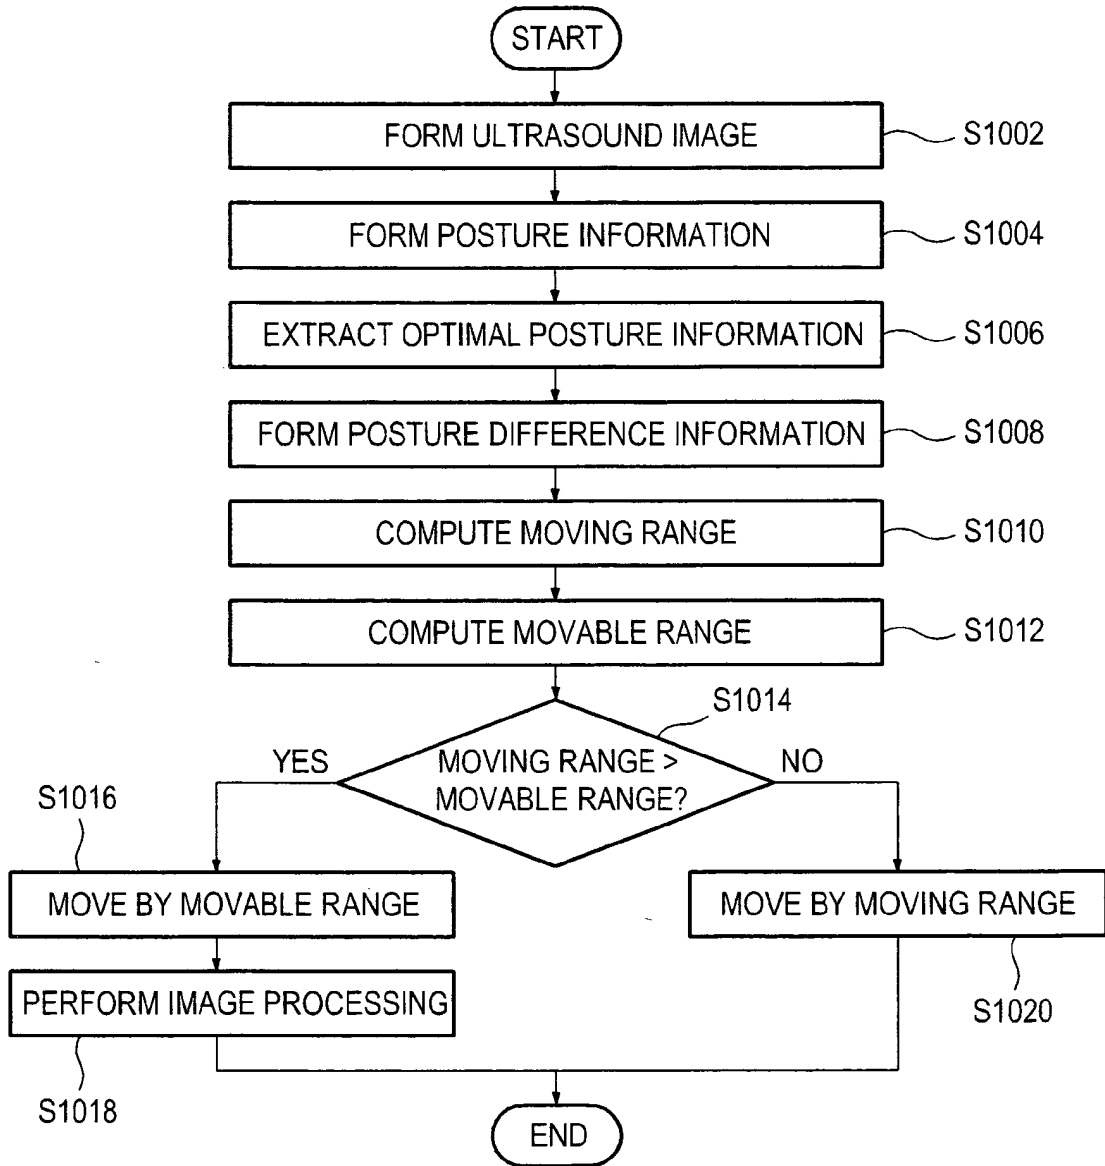 START
FORM ULTRASOUND IMAGE
S1002
FORM POSTURE INFORMATION
S1004
EXTRACT OPTIMAL POSTURE INFORMATION
S1006
FORM POSTURE DIFFERENCE INFORMATION
S1008
COMPUTE MOVING RANGE
S1010
COMPUTE MOVABLE RANGE
S1012
S1014
YES
MOVING RANGE >
MOVABLE RANGE?
NO
S1016
MOVE BY MOVABLE RANGE
MOVE BY MOVING RANGE
PERFORM IMAGE PROCESSING
S1020
S1018
END